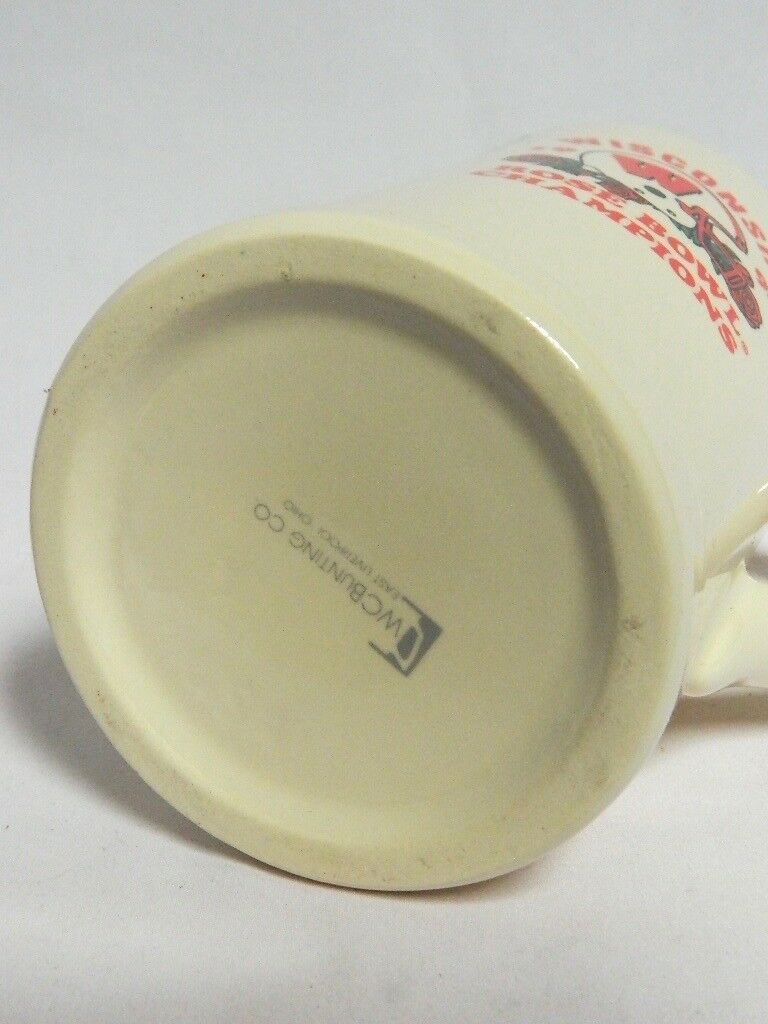 WISCONSIN
W
ROSE BOWL
CHAMPIONS®
WCBUNTING CO.
EAST LIVERPOOL OHIO